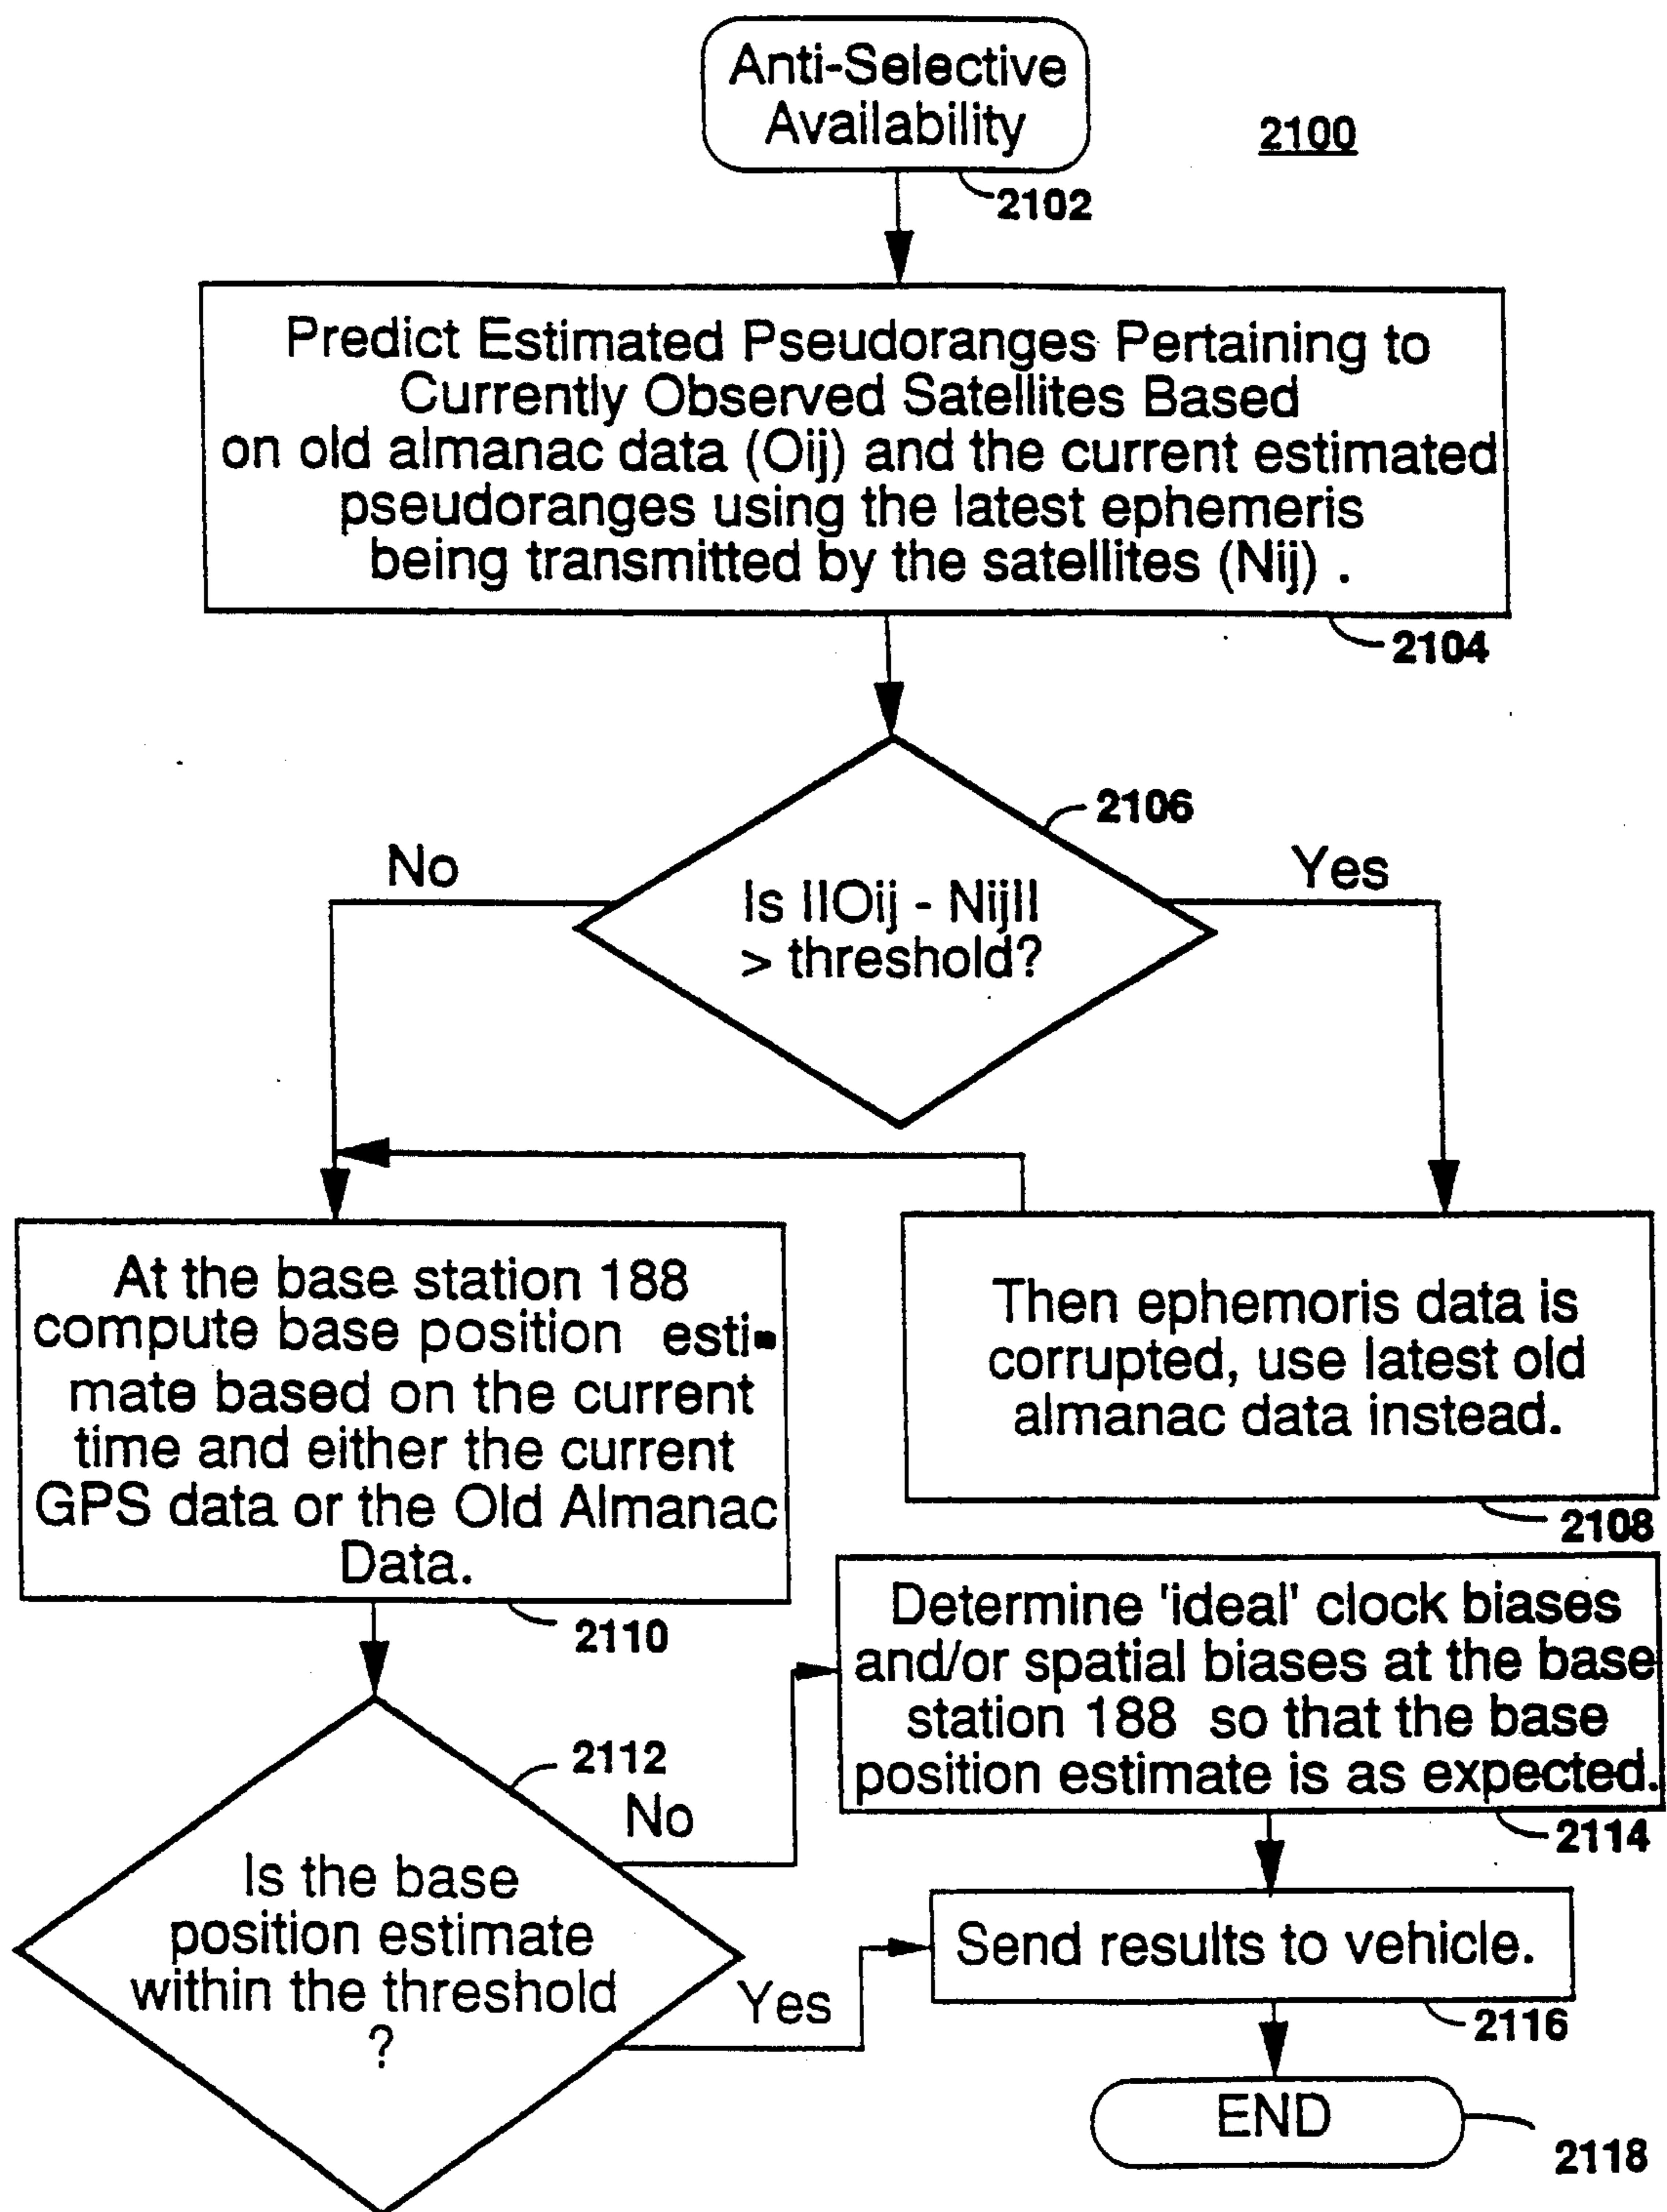 Anti-Selective
Availability
2100
2102
Predict Estimated Pseudoranges Pertaining to
Currently Observed Satellites Based
on old almanac data (Oij) and the current estimated
pseudoranges using the latest ephemeris
being transmitted by the satellites (Nij) .
2104
2106
No
Yes
Is IIOij - NijII
> threshold?
At the base station 188
compute base position esti-
mate based on the current
time and either the current
GPS data or the Old Almanac
Data.
2110
Then ephemoris data is
corrupted, use latest old
almanac data instead.
2108
Determine 'ideal' clock biases
and/or spatial biases at the base
station 188 so that the base
position estimate is as expected.
2114
2112
No
Is the base
position estimate
within the threshold
?
Yes
Send results to vehicle.
2116
END
2118